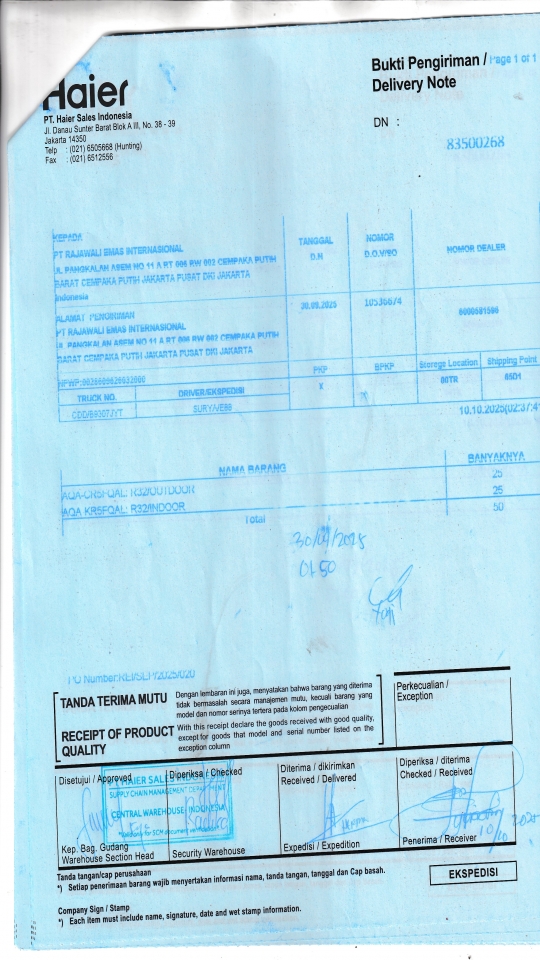 Haier
PT. Haier Sales Indonesia
Jl. Danau Sunter Barat Blok A III, No. 38 - 39
Jakarta 14350
Telp : (021) 6505668 (Hunting)
Fax : (021) 6512556
Bukti Pengiriman / Page 1 of 1
Delivery Note
DN :
83500268
KEPADA
PT RAJAWALI EMAS INTERNASIONAL
JL PANGKALAN ASEM NO 11 A RT 006 RW 002 CEMPAKA PUTIH
BARAT CEMPAKA PUTIH JAKARTA PUSAT DKI JAKARTA
Indonesia
TANGGAL
D.N
NOMOR
D.O./SO
NOMOR DEALER
ALAMAT PENGIRIMAN
PT RAJAWALI EMAS INTERNASIONAL
JL PANGKALAN ASEM NO 11 A RT 006 RW 002 CEMPAKA PUTIH
BARAT CEMPAKA PUTIH JAKARTA PUSAT DKI JAKARTA
30.09.2025
PKP
BPKP
Storege Location
Shipping Point
X
00TR
TRUCK NO.
DRIVER/EKSPEDISI
10.10.2025
NAMA BARANG
BANYAKNYA
AQA-CR5FQAL: R32/OUTDOOR
25
AQA KR5FQAL: R32/INDOOR
25
Total
50
01.50
TANDA TERIMA MUTU
Dengan lembaran ini juga, menyatakan bahwa barang yang diterima
tidak bermasalah secara manajemen mutu, kecuali barang yang
model dan nomor serinya tertera pada kolom pengecualian
RECEIPT OF PRODUCT
QUALITY
With this receipt declare the goods received with good quality,
except for goods that model and serial number listed on the
exception column
Perkecualian /
Exception
Disetujui / Approved
Diperiksa / Checked
Diterima / dikirimkan
Received / Delivered
Diperiksa / diterima
Checked / Received
PT HAIER SALES INDONESIA
SUPPLY CHAIN MANAGEMENT DEPARTMENT
CENTRAL WAREHOUSE INDONESIA
10/10 2025
Kep. Bag. Gudang
Warehouse Section Head
Security Warehouse
Expedisi / Expedition
Penerima / Receiver
Tanda tangan/cap perusahaan
*) Setiap penerimaan barang wajib menyertakan informasi nama, tanda tangan, tanggal dan Cap basah.
EKSPEDISI
Company Sign / Stamp
*) Each item must include name, signature, date and wet stamp information.